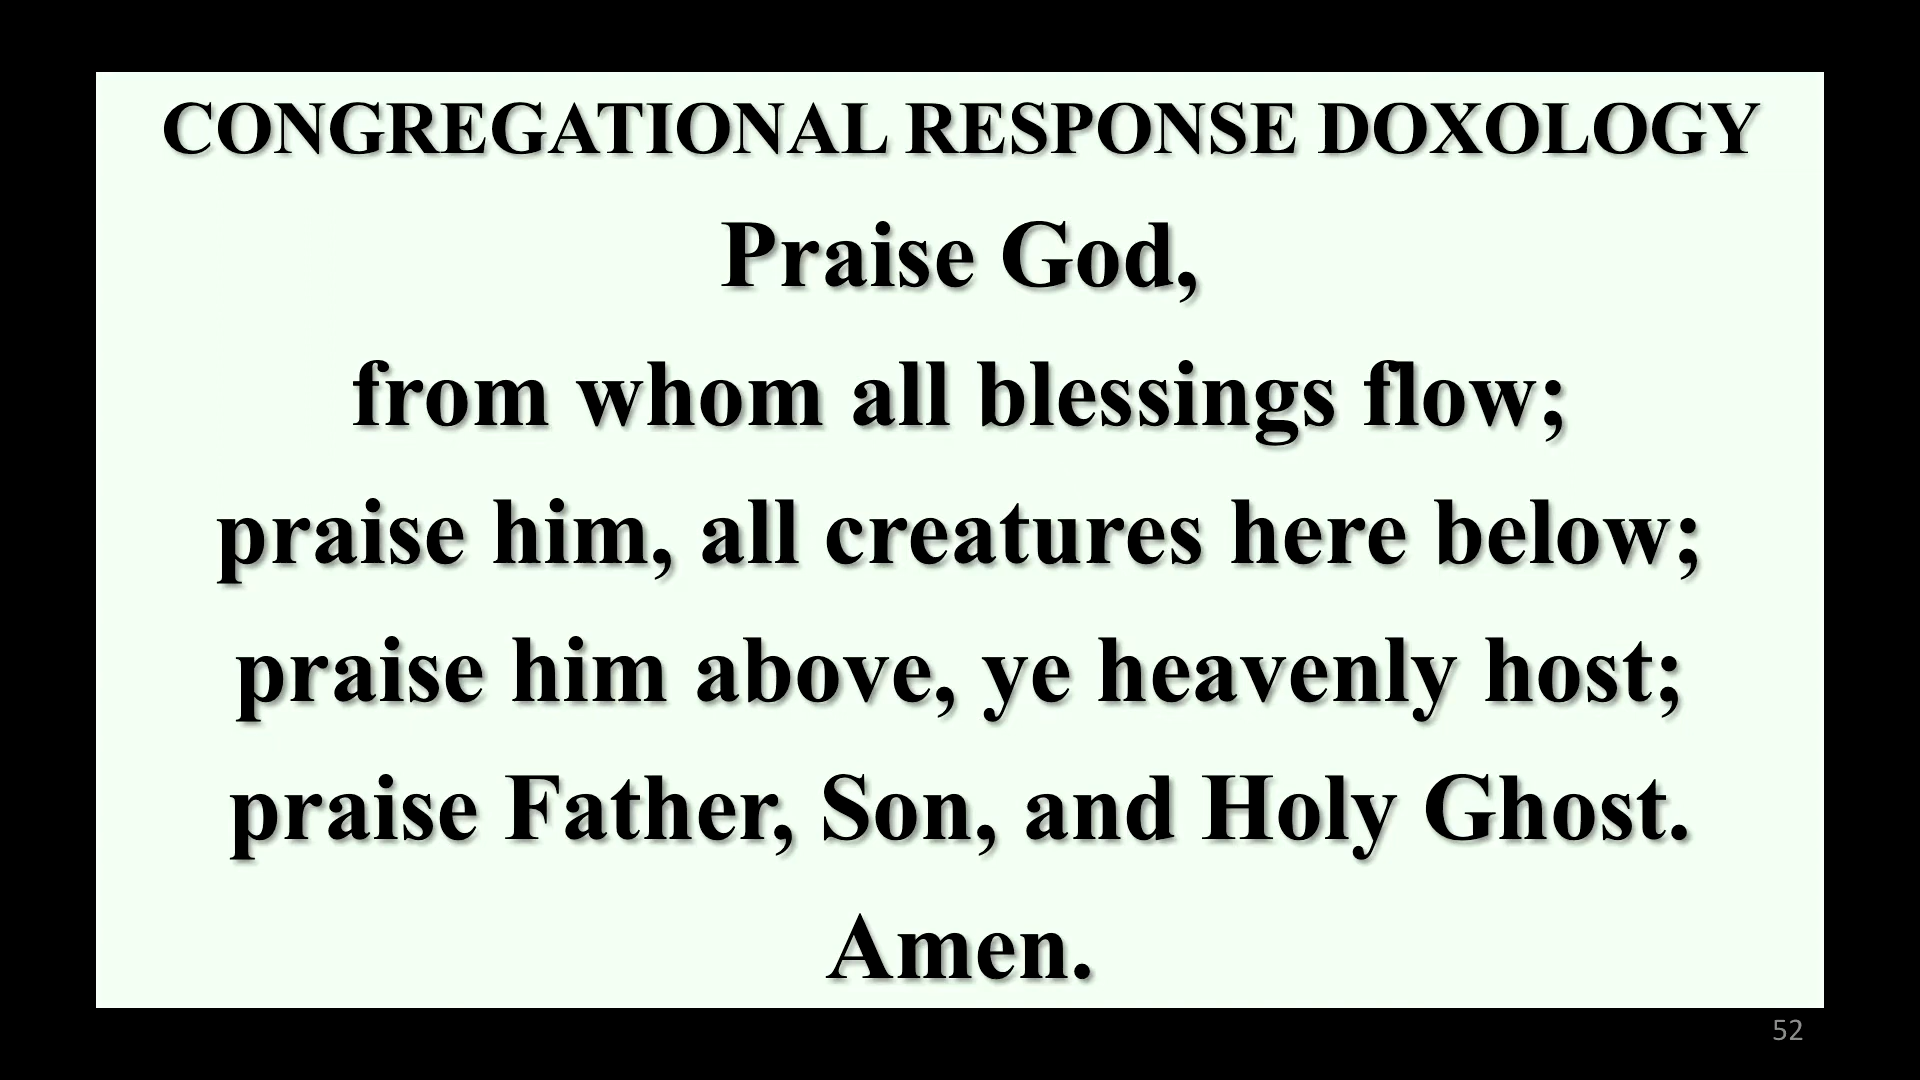 CONGREGATIONAL RESPONSE DOXOLOGY
Praise God,
from whom all blessings flow;
praise him, all creatures here below;
praise him above, ye heavenly host;
praise Father, Son, and Holy Ghost.
Amen.
52